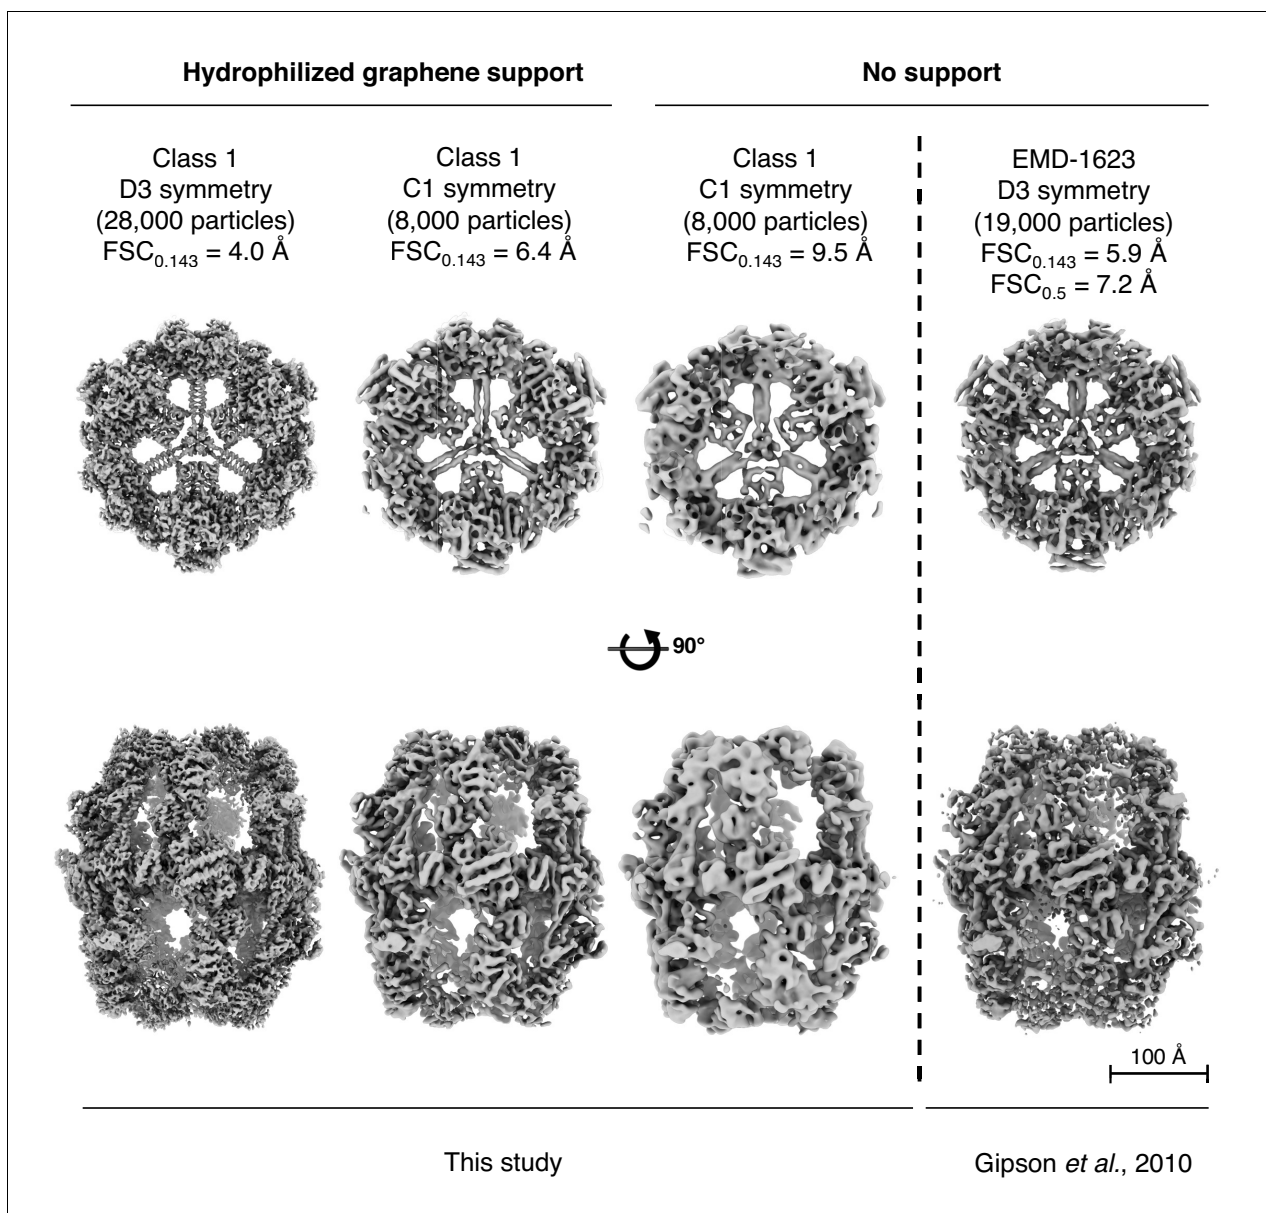 Hydrophilized graphene support
No support
Class 1
D3 symmetry
(28,000 particles)
FSC0.143 = 4.0 Å
Class 1
C1 symmetry
(8,000 particles)
FSC0.143 = 6.4 Å
Class 1
C1 symmetry
(8,000 particles)
FSC0.143 = 9.5 Å
EMD-1623
D3 symmetry
(19,000 particles)
FSC0.143 = 5.9 Å
FSC0.5 = 7.2 Å
90°
100 Å
This study
Gipson et al., 2010